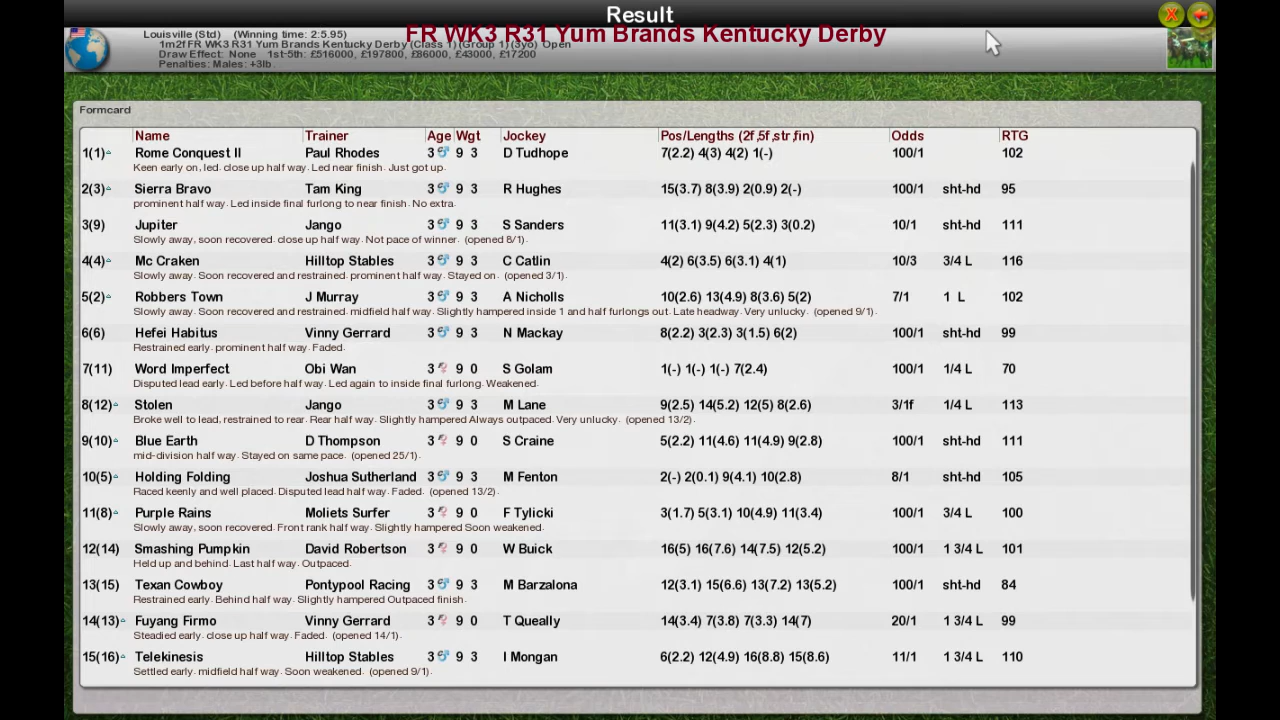 Result
FR WK3 R31 Yum Brands Kentucky Derby
Louisville (Std) (Winning time: 2:5.95)
1m2f FR WK3 R31 Yum Brands Kentucky Derby (Class 1) (Group 1) (3yo) Open
Draw Effect: None 1st-5th: £516000, £197800, £86000, £43000, £17200
Penalties: Males: +3lb.
Formcard
Name Trainer Age Wgt Jockey Pos/Lengths (2f,5f,str,fin) Odds RTG
1(1) Rome Conquest II Paul Rhodes 3 9 3 D Tudhope 7(2.2) 4(3) 4(2) 1(-) 100/1 102
Keen early on, led. close up half way. Led near finish. Just got up.
2(3) Sierra Bravo Tam King 3 9 3 R Hughes 15(3.7) 8(3.9) 2(0.9) 2(-) 100/1 sht-hd 95
prominent half way. Led inside final furlong to near finish. No extra.
3(9) Jupiter Jango 3 9 3 S Sanders 11(3.1) 9(4.2) 5(2.3) 3(0.2) 10/1 sht-hd 111
Slowly away, soon recovered. close up half way. Not pace of winner. (opened 8/1).
4(4) Mc Craken Hilltop Stables 3 9 3 C Catlin 4(2) 6(3.5) 6(3.1) 4(1) 10/3 3/4 L 116
Slowly away. Soon recovered and restrained. prominent half way. Stayed on. (opened 3/1).
5(2) Robbers Town J Murray 3 9 3 A Nicholls 10(2.6) 13(4.9) 8(3.6) 5(2) 7/1 1 L 102
Slowly away. Soon recovered and restrained. midfield half way. Slightly hampered inside 1 and half furlongs out. Late headway. Very unlucky. (opened 9/1).
6(6) Hefei Habitus Vinny Gerrard 3 9 3 N Mackay 8(2.2) 3(2.3) 3(1.5) 6(2) 100/1 sht-hd 99
Restrained early. prominent half way. Faded.
7(11) Word Imperfect Obi Wan 3 9 0 S Golam 1(-) 1(-) 1(-) 7(2.4) 100/1 1/4 L 70
Disputed lead early. Led before half way. Led again to inside final furlong. Weakened.
8(12) Stolen Jango 3 9 3 M Lane 9(2.5) 14(5.2) 12(5) 8(2.6) 3/1f 1/4 L 113
Broke well to lead, restrained to rear. Rear half way. Slightly hampered Always outpaced. Very unlucky. (opened 13/2).
9(10) Blue Earth D Thompson 3 9 0 S Craine 5(2.2) 11(4.6) 11(4.9) 9(2.8) 100/1 sht-hd 111
mid-division half way. Stayed on same pace. (opened 25/1).
10(5) Holding Folding Joshua Sutherland 3 9 3 M Fenton 2(-) 2(0.1) 9(4.1) 10(2.8) 8/1 sht-hd 105
Raced keenly and well placed. Disputed lead half way. Faded. (opened 13/2).
11(8) Purple Rains Moliets Surfer 3 9 0 F Tylicki 3(1.7) 5(3.1) 10(4.9) 11(3.4) 100/1 3/4 L 100
Slowly away, soon recovered. Front rank half way. Slightly hampered Soon weakened.
12(14) Smashing Pumpkin David Robertson 3 9 0 W Buick 16(5) 16(7.6) 14(7.5) 12(5.2) 100/1 1 3/4 L 101
Held up and behind. Last half way. Outpaced.
13(15) Texan Cowboy Pontypool Racing 3 9 3 M Barzalona 12(3.1) 15(6.6) 13(7.2) 13(5.2) 100/1 sht-hd 84
Restrained early. Behind half way. Slightly hampered Outpaced finish.
14(13) Fuyang Firmo Vinny Gerrard 3 9 0 T Queally 14(3.4) 7(3.8) 7(3.3) 14(7) 20/1 1 3/4 L 99
Steadied early. close up half way. Faded. (opened 14/1).
15(16) Telekinesis Hilltop Stables 3 9 3 I Mongan 6(2.2) 12(4.9) 16(8.8) 15(8.6) 11/1 1 3/4 L 110
Settled early. midfield half way. Soon weakened. (opened 9/1).